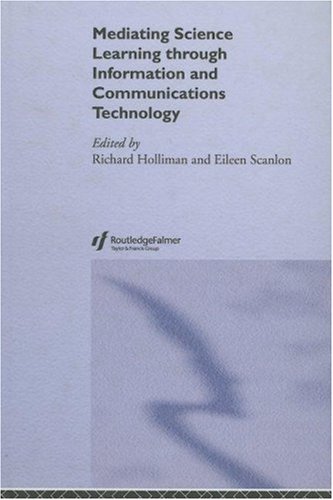 Mediating Science
Learning through
Information and
Communications
Technology
Edited by
Richard Holliman and Eileen Scanlon
RoutledgeFalmer
Taylor & Francis Group